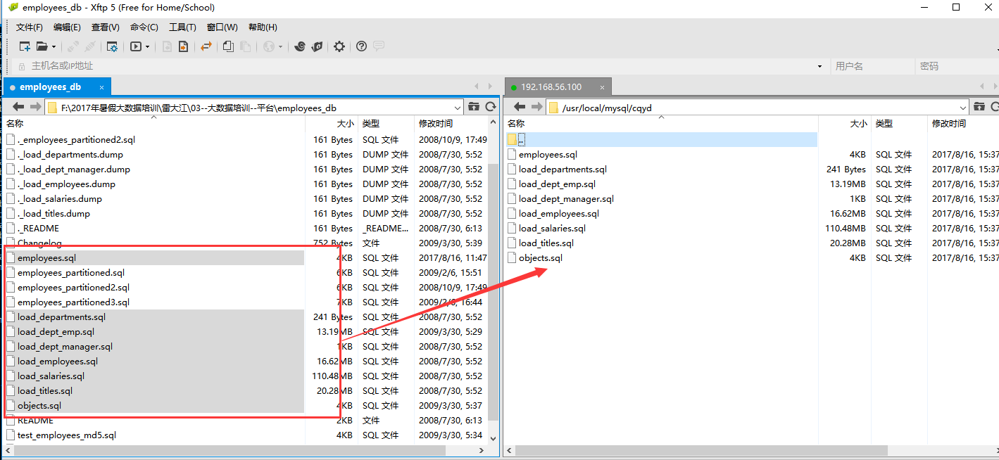 employees_db - Xftp 5 (Free for Home/School)
文件(F) 编辑(E) 查看(V) 命令(C) 工具(T) 窗口(W) 帮助(H)
主机名或IP地址 用户名 密码
employees_db × 192.168.56.100 ×
F:\2017年暑假大数据培训\雷大江\03--大数据培训--平台\employees_db
名称 大小 类型 修改时间
._employees_partitioned2.sql 161 Bytes SQL 文件 2008/10/9, 17:49
._load_departments.dump 161 Bytes DUMP 文件 2008/7/30, 5:52
._load_dept_manager.dump 161 Bytes DUMP 文件 2008/7/30, 5:52
._load_employees.dump 161 Bytes DUMP 文件 2008/7/30, 5:52
._load_salaries.dump 161 Bytes DUMP 文件 2008/7/30, 5:52
._load_titles.dump 161 Bytes DUMP 文件 2008/7/30, 5:52
._README 161 Bytes _README... 2008/7/30, 6:13
Changelog 752 Bytes 文件 2009/3/30, 5:39
employees.sql 4KB SQL 文件 2017/8/16, 11:47
employees_partitioned.sql 6KB SQL 文件 2009/2/6, 15:51
employees_partitioned2.sql 6KB SQL 文件 2008/10/9, 17:49
employees_partitioned3.sql 7KB SQL 文件 2009/2/6, 16:44
load_departments.sql 241 Bytes SQL 文件 2008/7/30, 5:52
load_dept_emp.sql 13.19MB SQL 文件 2009/3/30, 5:29
load_dept_manager.sql 1KB SQL 文件 2008/7/30, 5:52
load_employees.sql 16.62MB SQL 文件 2008/7/30, 5:52
load_salaries.sql 110.48MB SQL 文件 2008/7/30, 5:52
load_titles.sql 20.28MB SQL 文件 2008/7/30, 5:52
objects.sql 4KB SQL 文件 2009/3/30, 5:37
README 2KB 文件 2008/7/30, 6:13
test_employees_md5.sql 4KB SQL 文件 2009/3/30, 5:34
/usr/local/mysql/cqyd
名称 大小 类型 修改时间
..
employees.sql 4KB SQL 文件 2017/8/16, 15:37
load_departments.sql 241 Bytes SQL 文件 2017/8/16, 15:37
load_dept_emp.sql 13.19MB SQL 文件 2017/8/16, 15:37
load_dept_manager.sql 1KB SQL 文件 2017/8/16, 15:37
load_employees.sql 16.62MB SQL 文件 2017/8/16, 15:37
load_salaries.sql 110.48MB SQL 文件 2017/8/16, 15:37
load_titles.sql 20.28MB SQL 文件 2017/8/16, 15:37
objects.sql 4KB SQL 文件 2017/8/16, 15:37